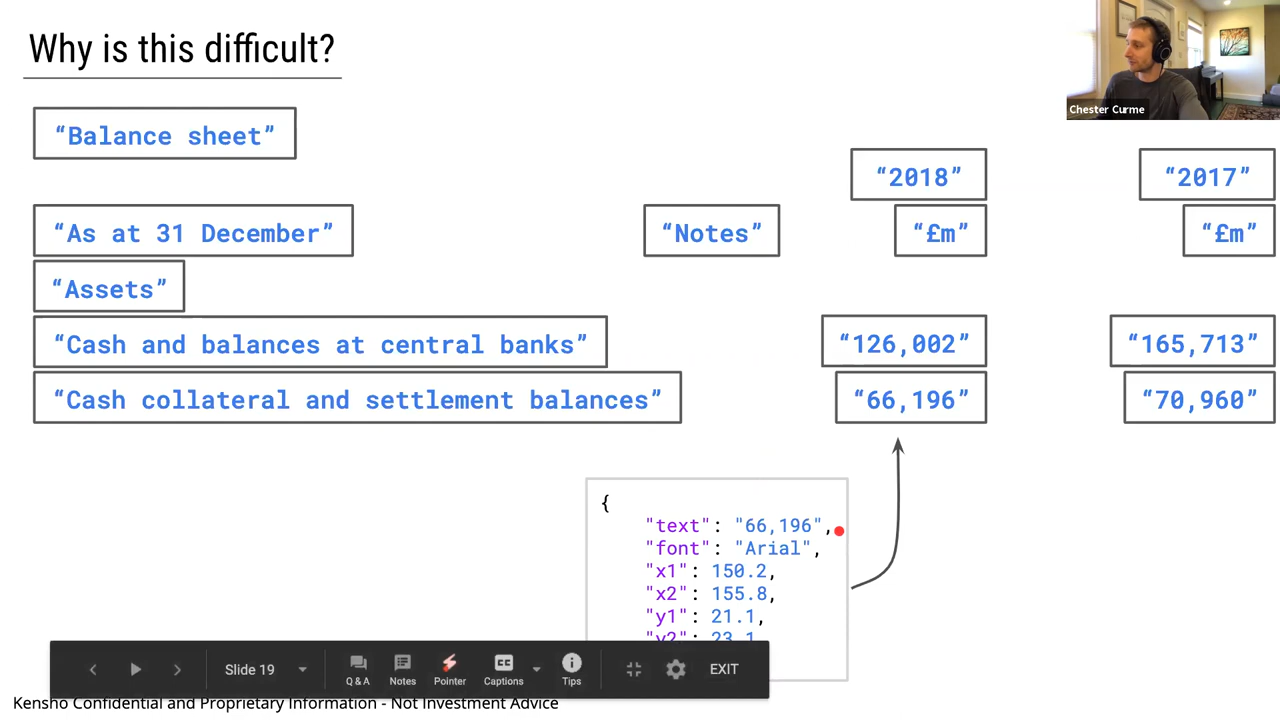 Why is this difficult?
Chester Curme
“Balance sheet”
“2018” “2017”
“As at 31 December” “Notes” “£m” “£m”
“Assets”
“Cash and balances at central banks” “126,002” “165,713”
“Cash collateral and settlement balances” “66,196” “70,960”
{
"text": "66,196",
"font": "Arial",
"x1": 150.2,
"x2": 155.8,
"y1": 21.1,
"y2": 23.1
Slide 19
Q & A Notes Pointer CC Captions Tips EXIT
Kensho Confidential and Proprietary Information - Not Investment Advice